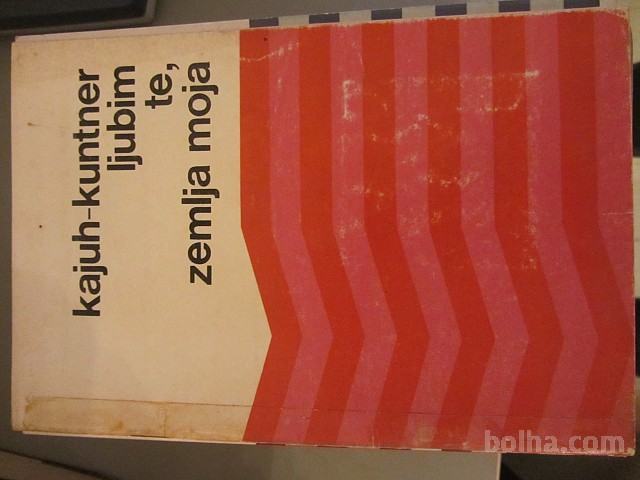 kajuh-kuntner
ljubim
te,
zemlja moja
bolha.com